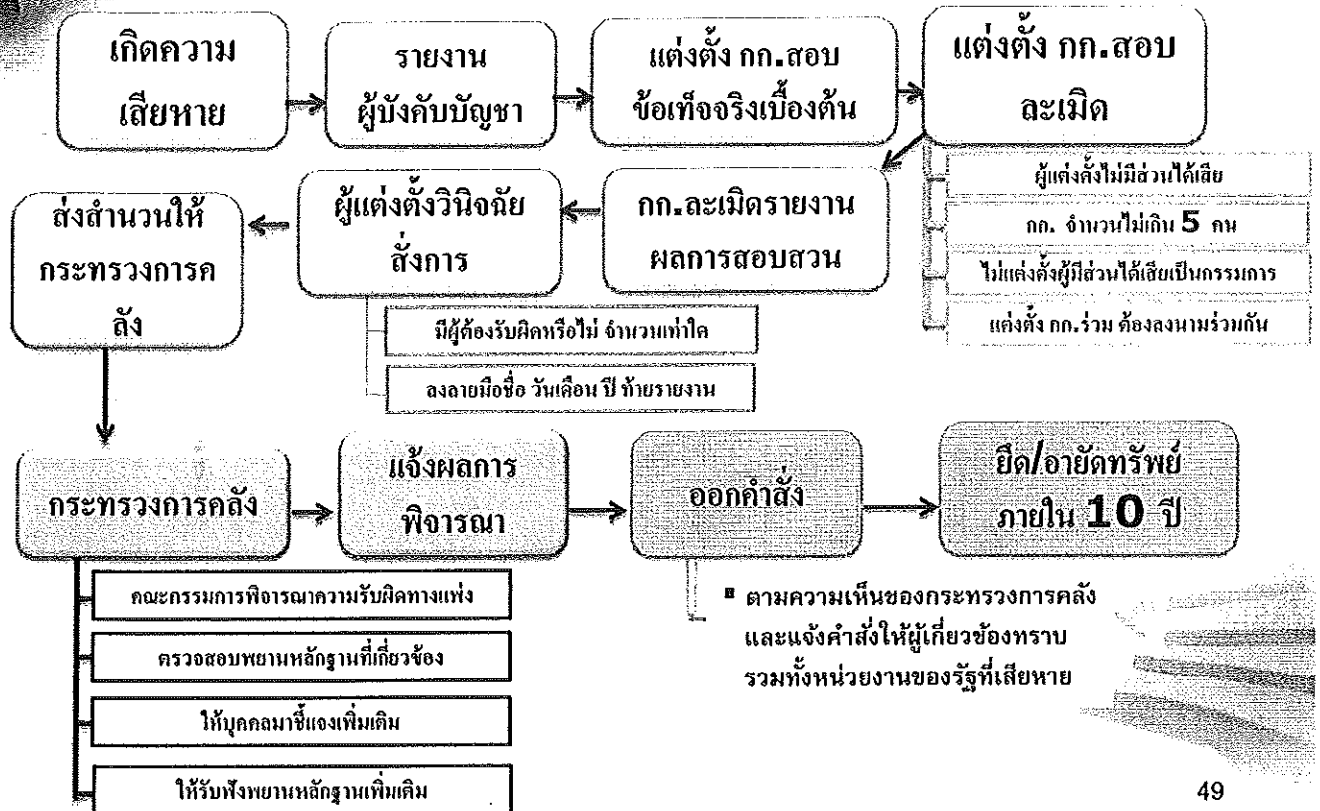 เกิดความ
เสียหาย
รายงาน
ผู้บังคับบัญชา
แต่งตั้ง กก.สอบ
ข้อเท็จจริงเบื้องต้น
แต่งตั้ง กก.สอบ
ละเมิด
ผู้แต่งตั้งไม่มีส่วนได้เสีย
กก. จำนวนไม่เกิน 5 คน
ไม่แต่งตั้งผู้มีส่วนได้เสียเป็นกรรมการ
แต่งตั้ง กก.ร่วม ต้องลงนามร่วมกัน
กก.ละเมิดรายงาน
ผลการสอบสวน
ผู้แต่งตั้งวินิจฉัย
สั่งการ
มีผู้ต้องรับผิดหรือไม่ จำนวนเท่าใด
ลงลายมือชื่อ วันเดือน ปี ท้ายรายงาน
ส่งสำนวนให้
กระทรวงการค
ลัง
กระทรวงการคลัง
คณะกรรมการพิจารณาความรับผิดทางแพ่ง
ตรวจสอบพยานหลักฐานที่เกี่ยวข้อง
ให้บุคคลมาชี้แจงเพิ่มเติม
ให้รับฟังพยานหลักฐานเพิ่มเติม
แจ้งผลการ
พิจารณา
ออกคำสั่ง
▪ ตามความเห็นของกระทรวงการคลัง
และแจ้งคำสั่งให้ผู้เกี่ยวข้องทราบ
รวมทั้งหน่วยงานของรัฐที่เสียหาย
ยึด/อายัดทรัพย์
ภายใน 10 ปี
49